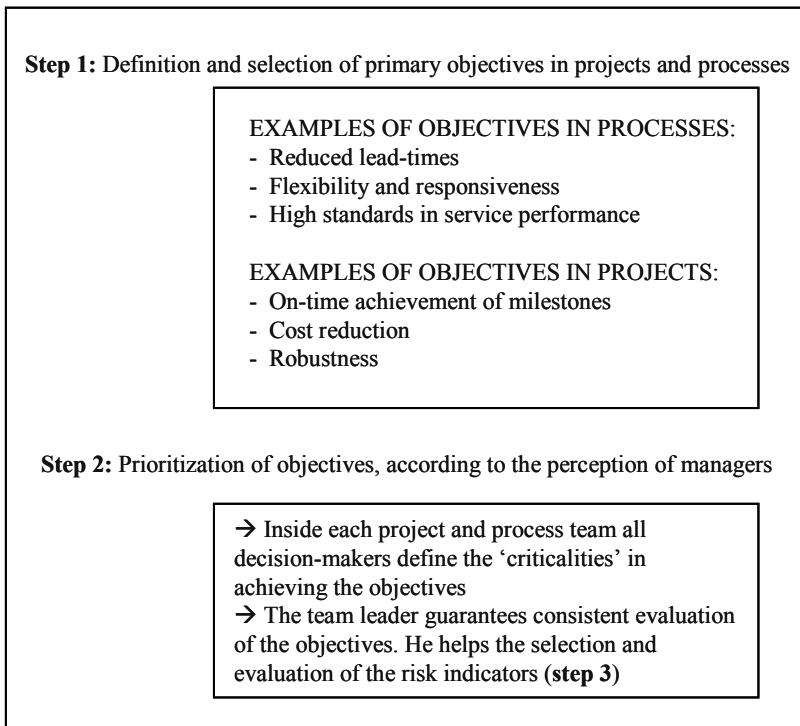 Step 1: Definition and selection of primary objectives in projects and processes
EXAMPLES OF OBJECTIVES IN PROCESSES:
- Reduced lead-times
- Flexibility and responsiveness
- High standards in service performance
EXAMPLES OF OBJECTIVES IN PROJECTS:
- On-time achievement of milestones
- Cost reduction
- Robustness
Step 2: Prioritization of objectives, according to the perception of managers
→ Inside each project and process team all
decision-makers define the ‘criticalities’ in
achieving the objectives
→ The team leader guarantees consistent evaluation
of the objectives. He helps the selection and
evaluation of the risk indicators (step 3)